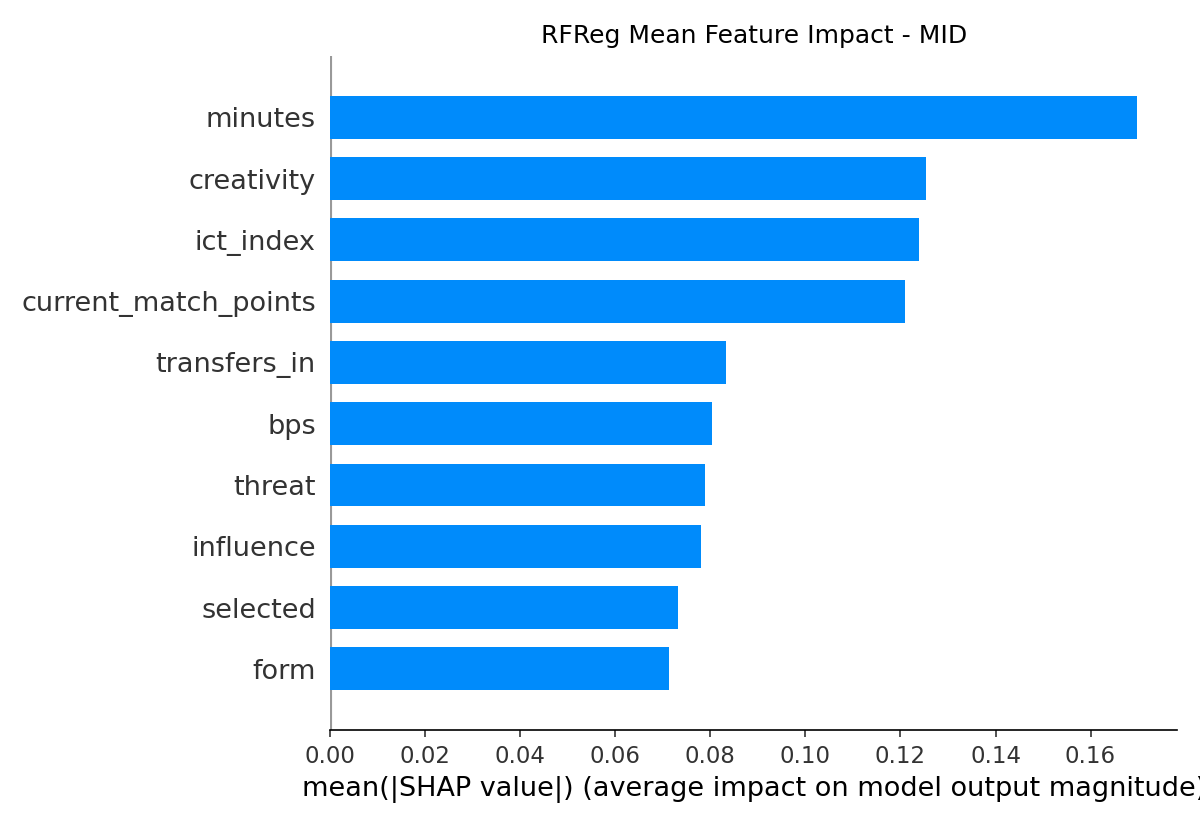 RFReg Mean Feature Impact - MID
minutes
creativity
ict_index
current_match_points
transfers_in
bps
threat
influence
selected
form
0.00 0.02 0.04 0.06 0.08 0.10 0.12 0.14 0.16
mean(|SHAP value|) (average impact on model output magnitude)